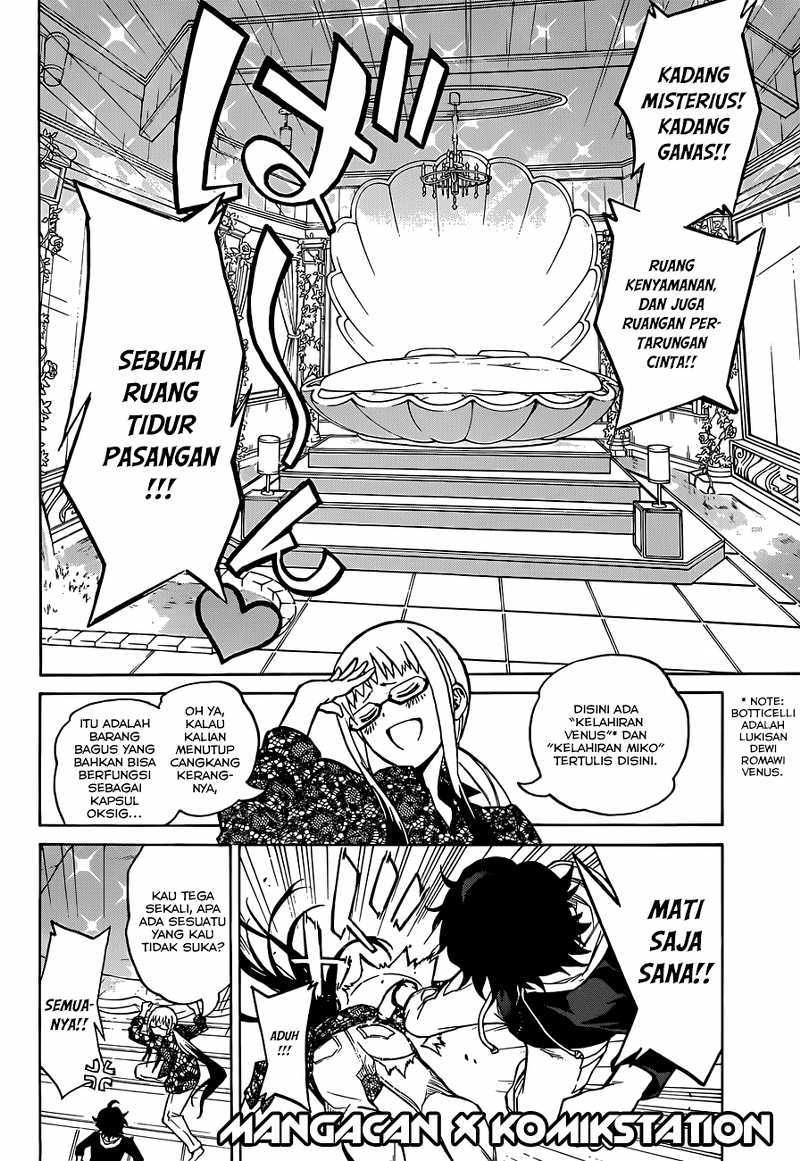 KADANG
MISTERIUS!
KADANG
GANAS!!
RUANG
KENYAMANAN,
DAN JUGA
RUANGAN PER-
TARUNGAN
CINTA!!
SEBUAH
RUANG
TIDUR
PASANGAN
!!!
ば〜〜ん
DISINI ADA
"KELAHIRAN
VENUS"* DAN
"KELAHIRAN MIKO"
TERTULIS DISINI.
* NOTE:
BOTTICELLI
ADALAH
LUKISAN
DEWI
ROMAWI
VENUS.
OH YA,
KALAU
KALIAN
MENUTUP
CANGKANG
KERANG-
NYA,
ITU ADALAH
BARANG
BAGUS YANG
BAHKAN BISA
BERFUNGSI
SEBAGAI
KAPSUL
OKSIG...
MATI
SAJA
SANA!!
ADUH
!!!
KAU TEGA
SEKALI, APA
ADA SESUATU
YANG KAU
TIDAK SUKA?
SEMUA-
NYA!!
MANGACAN X KOMIKSTATION